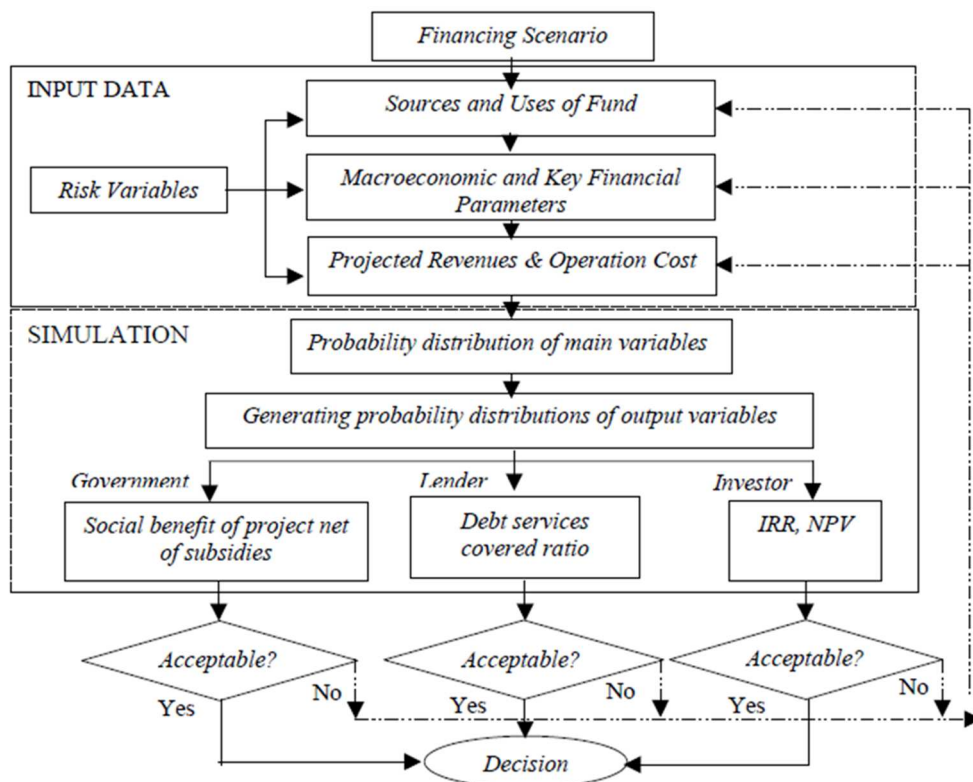 Financing Scenario
INPUT DATA
Sources and Uses of Fund
Risk Variables
Macroeconomic and Key Financial
Parameters
Projected Revenues & Operation Cost
SIMULATION
Probability distribution of main variables
Generating probability distributions of output variables
Government
Lender
Investor
Social benefit of project net
of subsidies
Debt services
covered ratio
IRR, NPV
Acceptable?
Acceptable?
Acceptable?
Yes
No
Yes
No
Yes
No
Decision